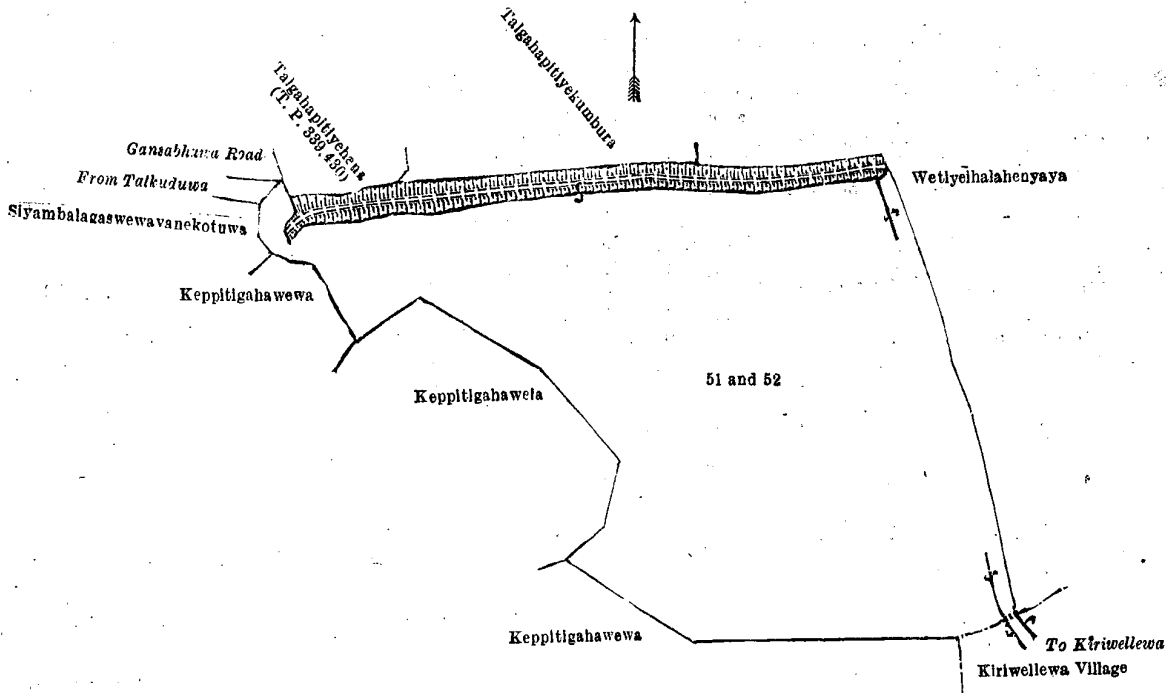 Talgahapitiyekumbura
Talgahapitiyehena
(T. P. 339,430)
Gansabhawa Road
From Talkuduwa
Siyambalagaswewavanekotuwa
Wetiyeihalahenyaya
Keppitigahawewa
51 and 52
Keppitigahawela
Keppitigahawewa
To Kiriwellewa
Kiriwellewa Village